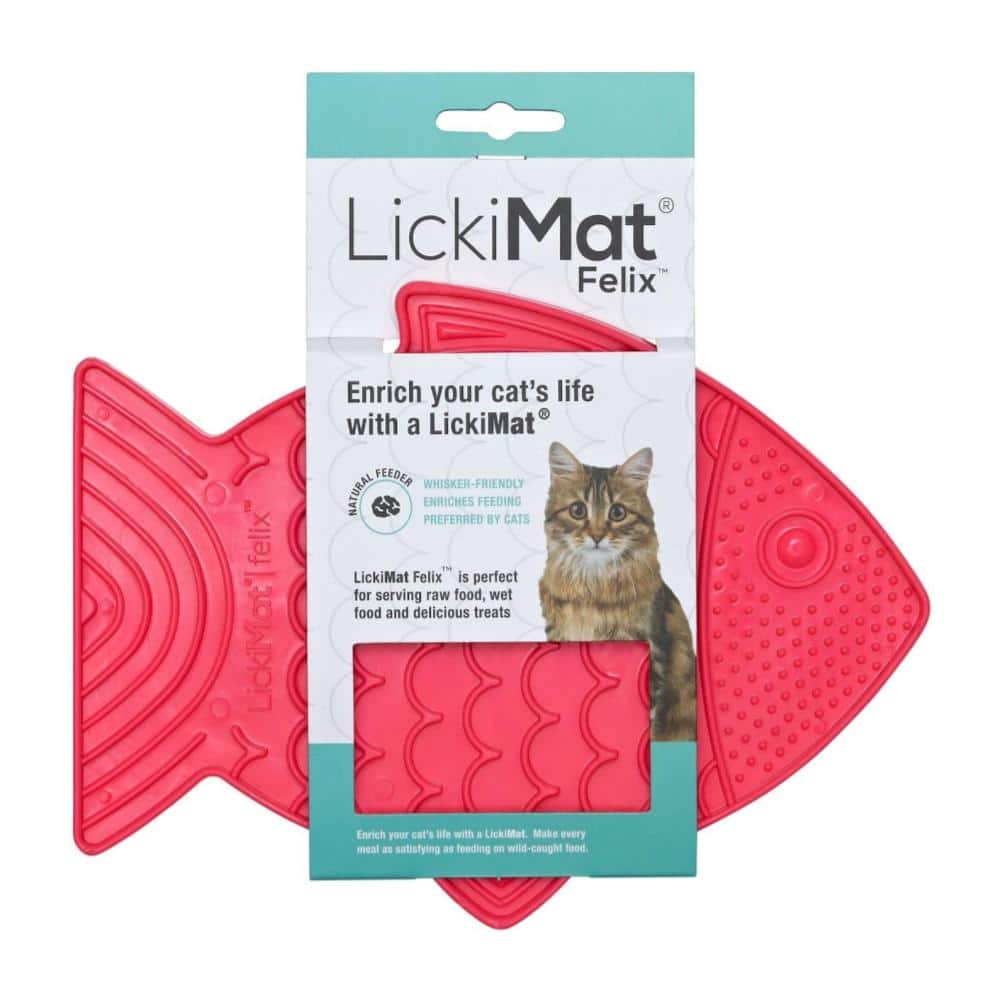 LickiMat®
Felix™
Enrich your cat's life
with a LickiMat®
NATURAL FEEDER
WHISKER-FRIENDLY
ENRICHES FEEDING
PREFERRED BY CATS
LickiMat Felix™ is perfect
for serving raw food, wet
food and delicious treats
LickiMat® | felix™
Enrich your cat's life with a LickiMat. Make every
meal as satisfying as feeding on wild-caught food.